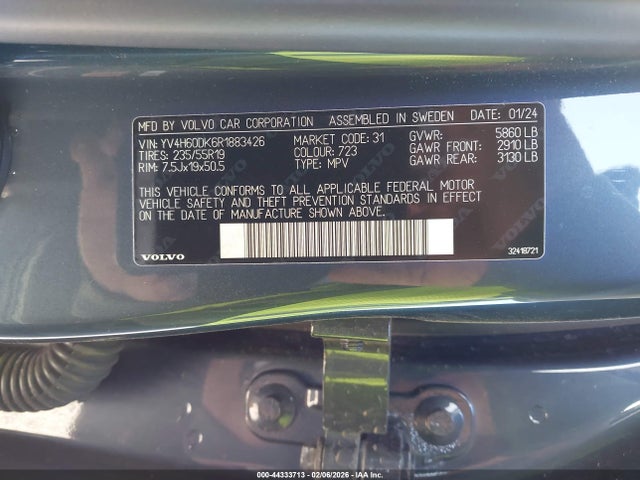 MFD BY VOLVO CAR CORPORATION ASSEMBLED IN SWEDEN DATE: 01/24
VIN: YV4H60DK6R1883426 MARKET CODE: 31 GVWR: 5860 LB
TIRES: 235/55R19 COLOUR: 723 GAWR FRONT: 2910 LB
RIM: 7.5Jx19x50.5 TYPE: MPV GAWR REAR: 3130 LB
THIS VEHICLE CONFORMS TO ALL APPLICABLE FEDERAL MOTOR
VEHICLE SAFETY AND THEFT PREVENTION STANDARDS IN EFFECT
ON THE DATE OF MANUFACTURE SHOWN ABOVE.
VOLVO 32418721
000-44333713 - 02/06/2026 - IAA Inc.